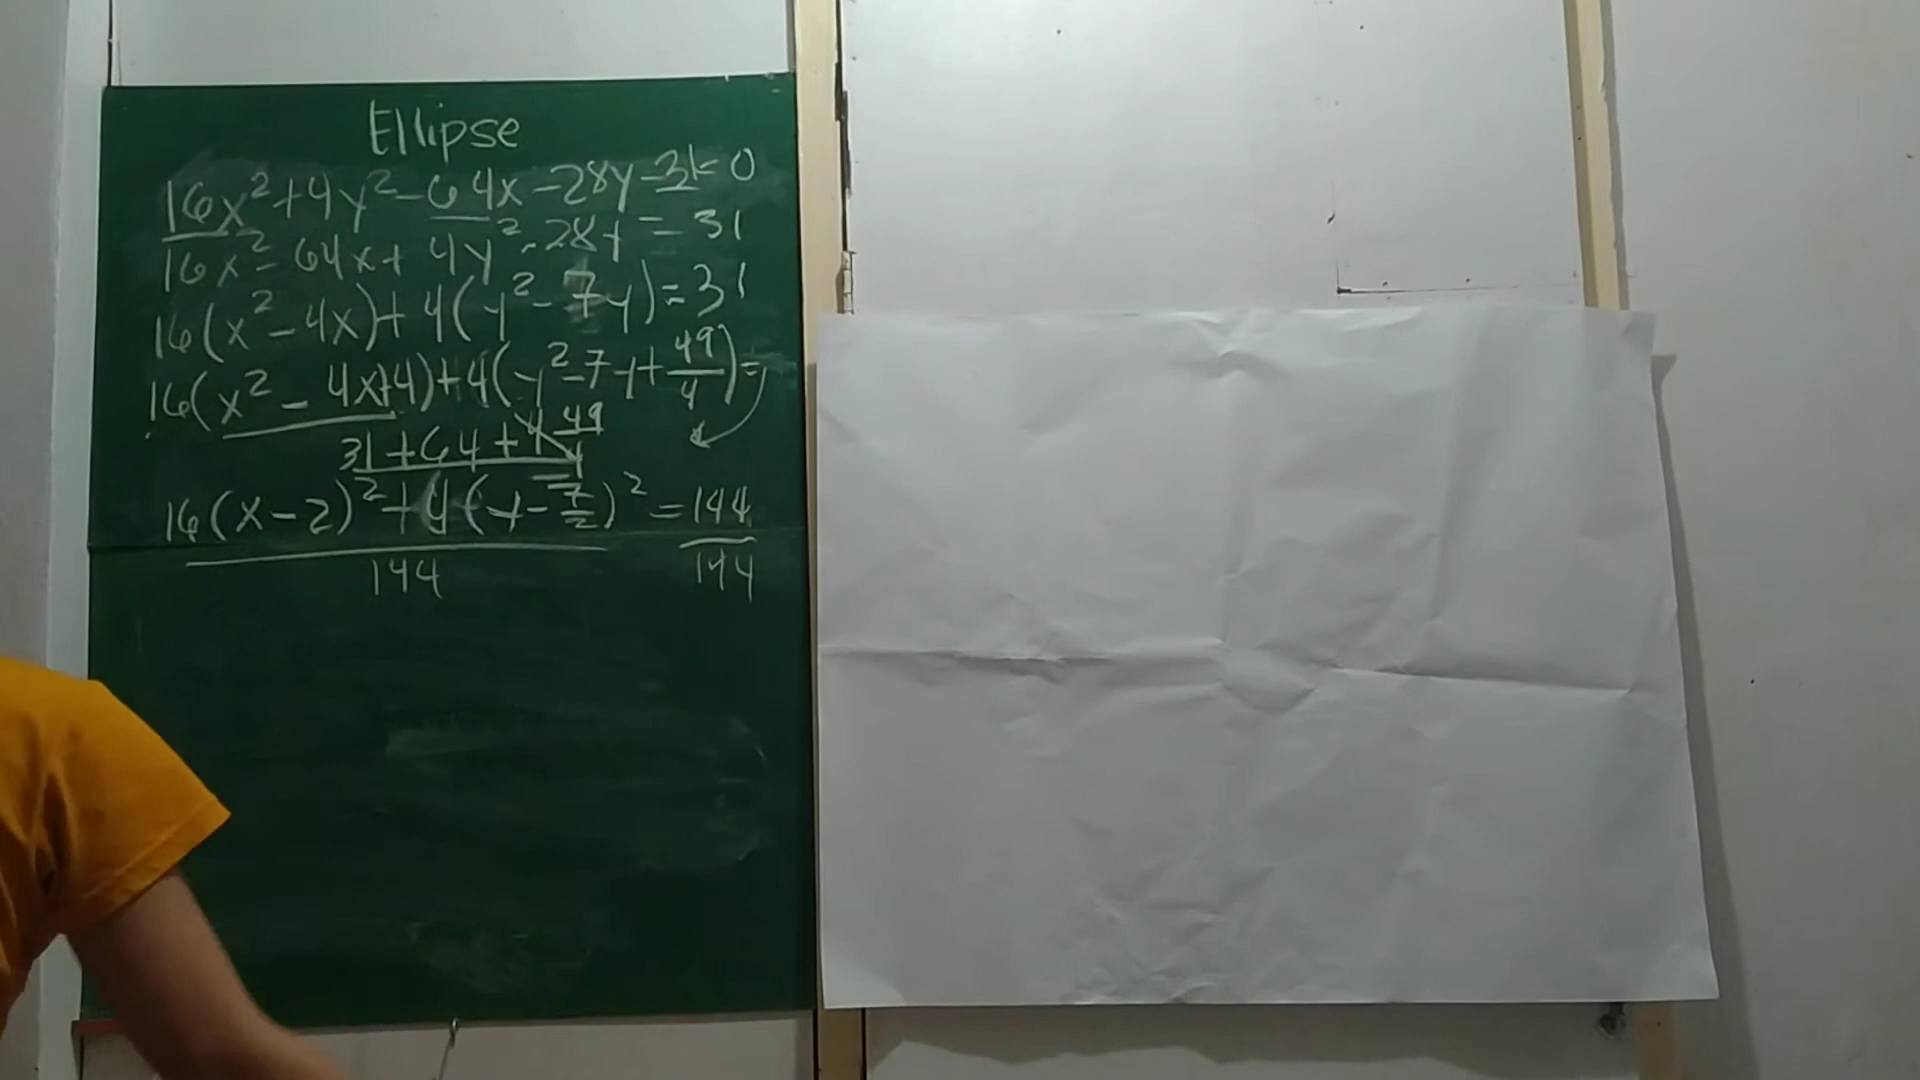 Ellipse
16x²+4y²-64x-28y-31=0
16x²-64x+4y²-28y=31
16(x²-4x)+4(y²-7y)=31
16(x²-4x+4)+4(y²-7y+49/4)=
31+64+4 49/4
16(x-2)²+4(y-7/2)²=144
144 144